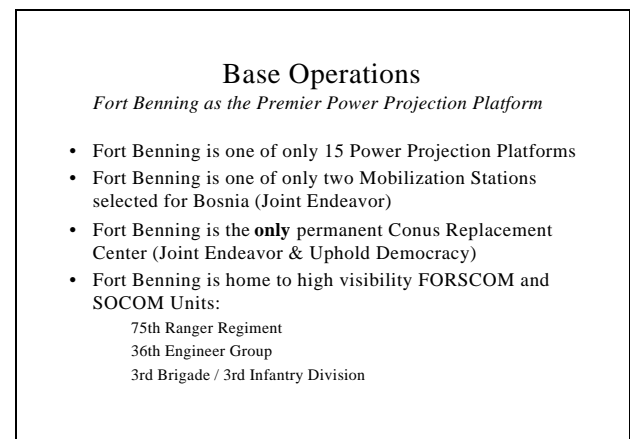 Base Operations
Fort Benning as the Premier Power Projection Platform
• Fort Benning is one of only 15 Power Projection Platforms
• Fort Benning is one of only two Mobilization Stations
selected for Bosnia (Joint Endeavor)
• Fort Benning is the only permanent Conus Replacement
Center (Joint Endeavor & Uphold Democracy)
• Fort Benning is home to high visibility FORSCOM and
SOCOM Units:
75th Ranger Regiment
36th Engineer Group
3rd Brigade / 3rd Infantry Division